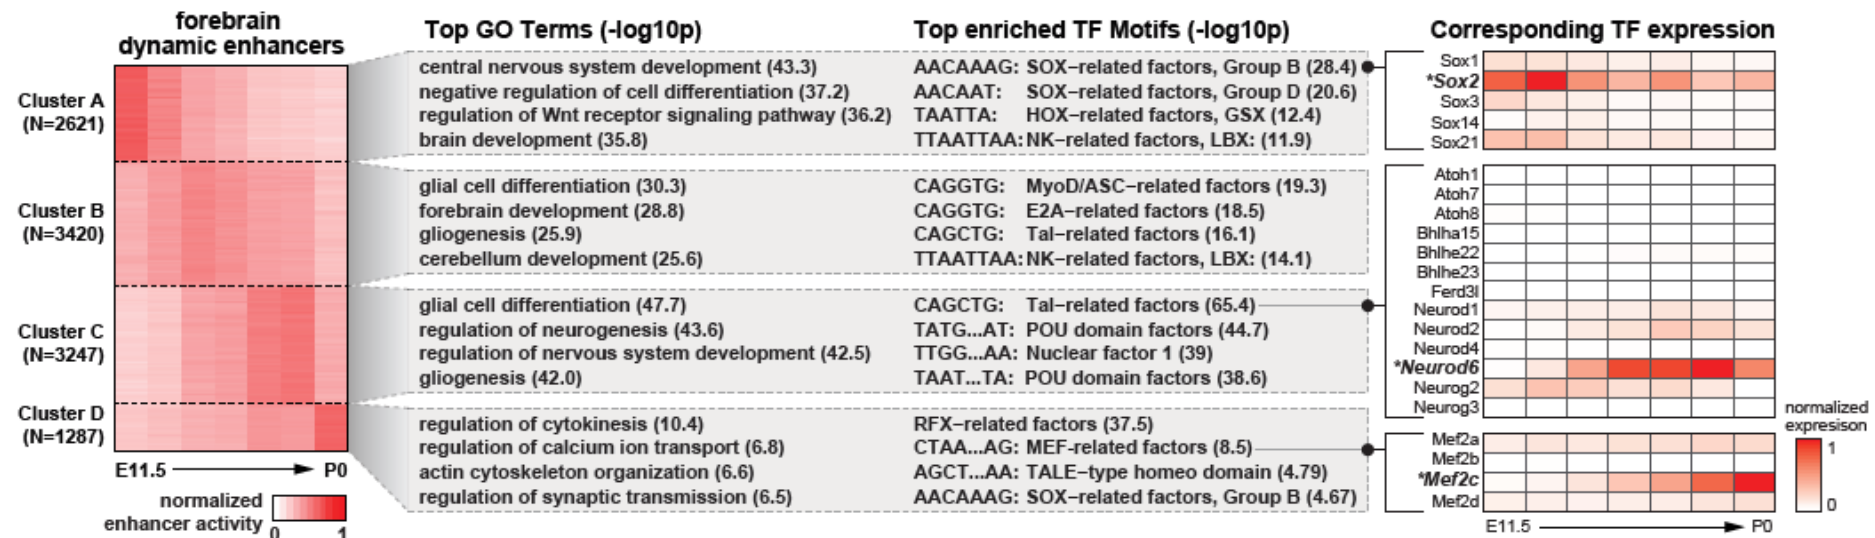 forebrain
dynamic enhancers
Cluster A
(N=2621)
Cluster B
(N=3420)
Cluster C
(N=3247)
Cluster D
(N=1287)
E11.5 P0
normalized
enhancer activity
0 1
Top GO Terms (-log10p)
central nervous system development (43.3)
negative regulation of cell differentiation (37.2)
regulation of Wnt receptor signaling pathway (36.2)
brain development (35.8)
glial cell differentiation (30.3)
forebrain development (28.8)
gliogenesis (25.9)
cerebellum development (25.6)
glial cell differentiation (47.7)
regulation of neurogenesis (43.6)
regulation of nervous system development (42.5)
gliogenesis (42.0)
regulation of cytokinesis (10.4)
regulation of calcium ion transport (6.8)
actin cytoskeleton organization (6.6)
regulation of synaptic transmission (6.5)
Top enriched TF Motifs (-log10p)
AACAAAG: SOX−related factors, Group B (28.4)
AACAAT: SOX−related factors, Group D (20.6)
TAATTA: HOX−related factors, GSX (12.4)
TTAATTAA: NK−related factors, LBX: (11.9)
CAGGTG: MyoD/ASC−related factors (19.3)
CAGGTG: E2A−related factors (18.5)
CAGCTG: Tal−related factors (16.1)
TTAATTAA: NK−related factors, LBX: (14.1)
CAGCTG: Tal−related factors (65.4)
TATG...AT: POU domain factors (44.7)
TTGG...AA: Nuclear factor 1 (39)
TAAT...TA: POU domain factors (38.6)
RFX−related factors (37.5)
CTAA...AG: MEF-related factors (8.5)
AGCT...AA: TALE−type homeo domain (4.79)
AACAAAG: SOX−related factors, Group B (4.67)
Corresponding TF expression
Sox1
*Sox2
Sox3
Sox14
Sox21
Atoh1
Atoh7
Atoh8
Bhlha15
Bhlhe22
Bhlhe23
Ferd3l
Neurod1
Neurod2
Neurod4
*Neurod6
Neurog2
Neurog3
Mef2a
Mef2b
*Mef2c
Mef2d
E11.5 P0
normalized
expresison
1
0